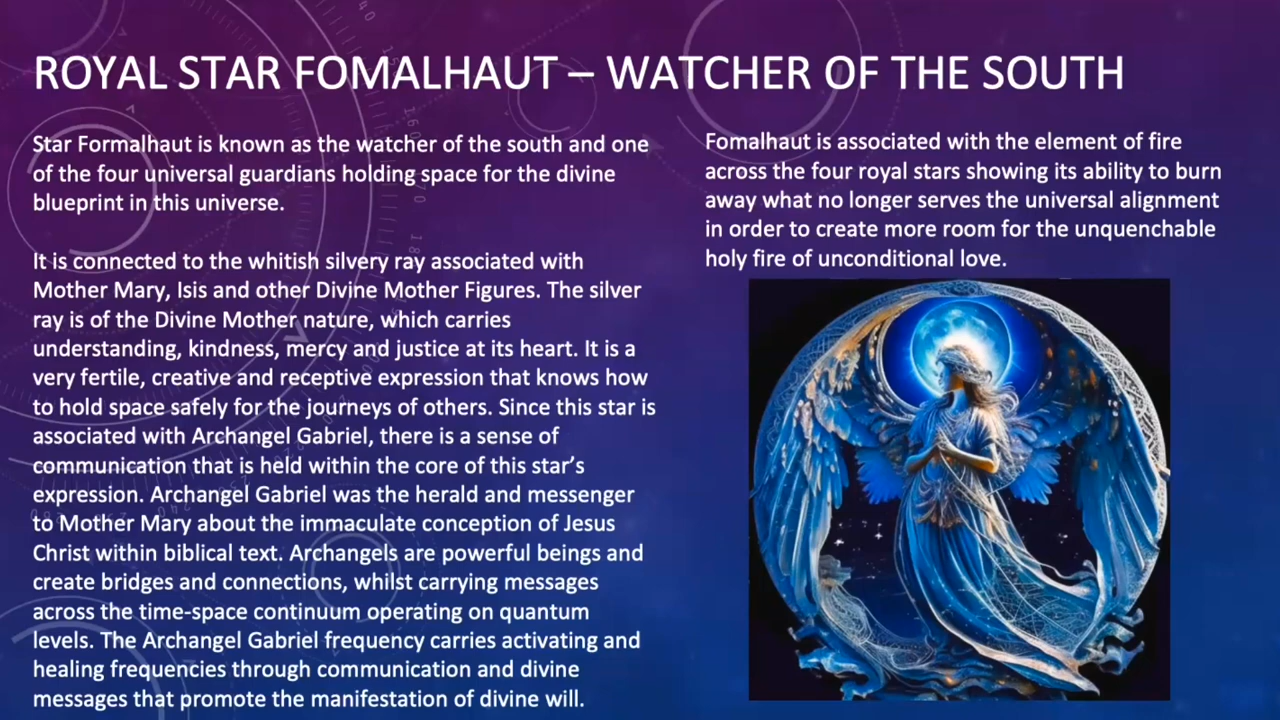 ROYAL STAR FOMALHAUT – WATCHER OF THE SOUTH
Star Formalhaut is known as the watcher of the south and one
of the four universal guardians holding space for the divine
blueprint in this universe.
It is connected to the whitish silvery ray associated with
Mother Mary, Isis and other Divine Mother Figures. The silver
ray is of the Divine Mother nature, which carries
understanding, kindness, mercy and justice at its heart. It is a
very fertile, creative and receptive expression that knows how
to hold space safely for the journeys of others. Since this star is
associated with Archangel Gabriel, there is a sense of
communication that is held within the core of this star’s
expression. Archangel Gabriel was the herald and messenger
to Mother Mary about the immaculate conception of Jesus
Christ within biblical text. Archangels are powerful beings and
create bridges and connections, whilst carrying messages
across the time-space continuum operating on quantum
levels. The Archangel Gabriel frequency carries activating and
healing frequencies through communication and divine
messages that promote the manifestation of divine will.
Fomalhaut is associated with the element of fire
across the four royal stars showing its ability to burn
away what no longer serves the universal alignment
in order to create more room for the unquenchable
holy fire of unconditional love.